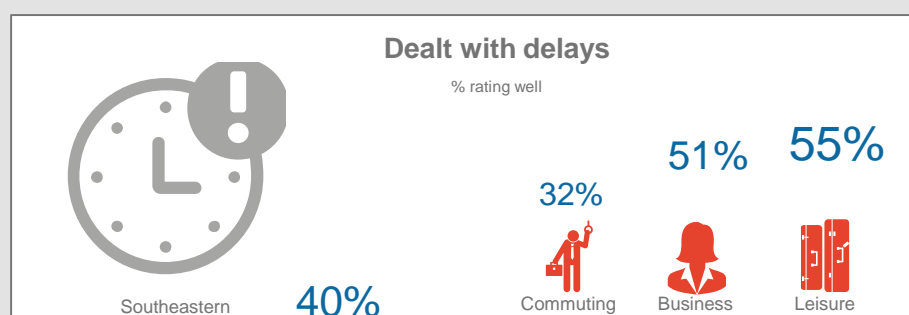 Dealt with delays
% rating well
55%
51%
32%
Southeastern 40%
Commuting Business Leisure